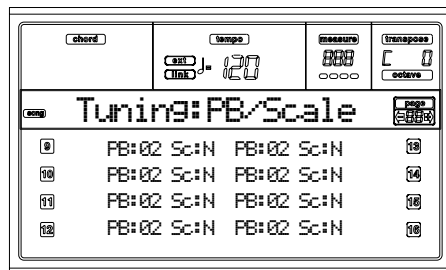 chord tempo measure transpose
ext
link ♩= 120 888 C 0
octave
song Tuning:PB/Scale page
88
9 PB:02 Sc:N PB:02 Sc:N 13
10 PB:02 Sc:N PB:02 Sc:N 14
11 PB:02 Sc:N PB:02 Sc:N 15
12 PB:02 Sc:N PB:02 Sc:N 16